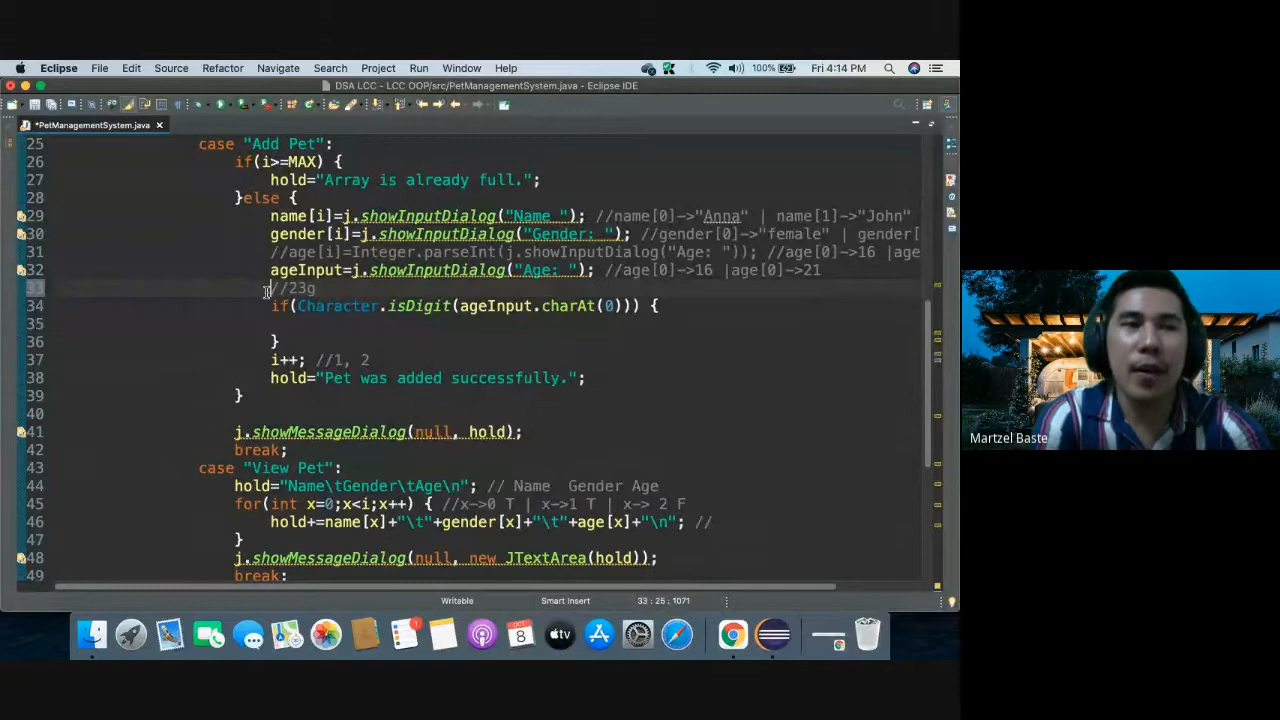 Eclipse File Edit Source Refactor Navigate Search Project Run Window Help 100% Fri 4:14 PM
DSA LCC - LCC OOP/src/PetManagementSystem.java - Eclipse IDE
*PetManagementSystem.java
25 case "Add Pet":
26 if(i>=MAX) {
27 hold="Array is already full.";
28 }else {
29 name[i]=j.showInputDialog("Name "); //name[0]->"Anna" | name[1]->"John"
30 gender[i]=j.showInputDialog("Gender: "); //gender[0]->"female" | gender[
31 //age[i]=Integer.parseInt(j.showInputDialog("Age: ")); //age[0]->16 |age
32 ageInput=j.showInputDialog("Age: "); //age[0]->16 |age[0]->21
33 //23g
34 if(Character.isDigit(ageInput.charAt(0))) {
35
36 }
37 i++; //1, 2
38 hold="Pet was added successfully.";
39 }
40
41 j.showMessageDialog(null, hold);
42 break;
43 case "View Pet":
44 hold="Name\tGender\tAge\n"; // Name Gender Age
45 for(int x=0;x<i;x++) { //x->0 T | x->1 T | x-> 2 F
46 hold+=name[x]+"\t"+gender[x]+"\t"+age[x]+"\n"; //
47 }
48 j.showMessageDialog(null, new JTextArea(hold));
49 break;
Writable Smart Insert 33 : 25 : 1071
Martzel Baste